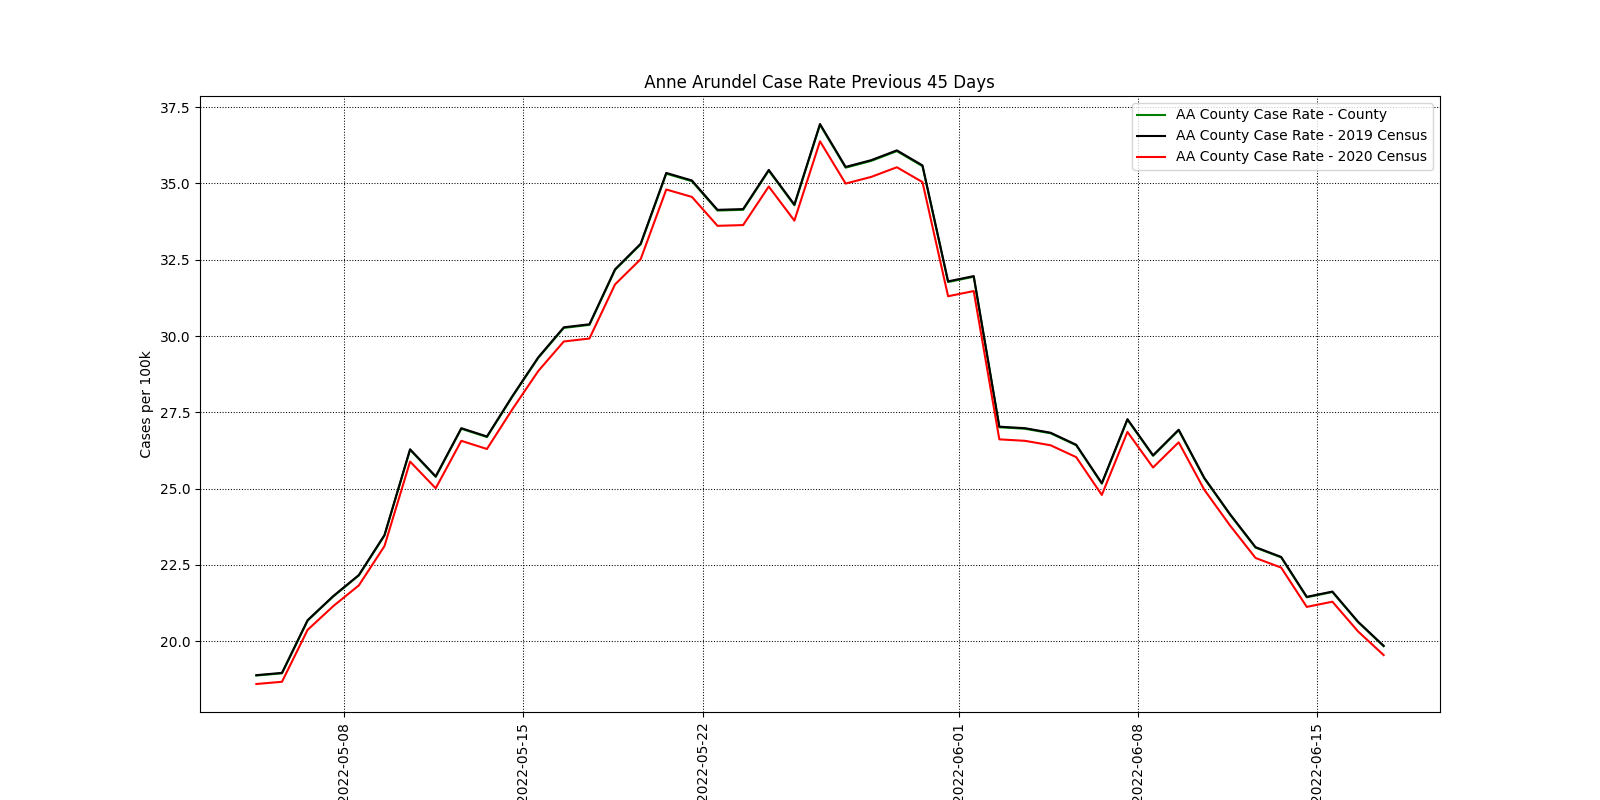 Anne Arundel Case Rate Previous 45 Days
AA County Case Rate - County
AA County Case Rate - 2019 Census
AA County Case Rate - 2020 Census
Cases per 100k
37.5
35.0
32.5
30.0
27.5
25.0
22.5
20.0
2022-05-08
2022-05-15
2022-05-22
2022-06-01
2022-06-08
2022-06-15